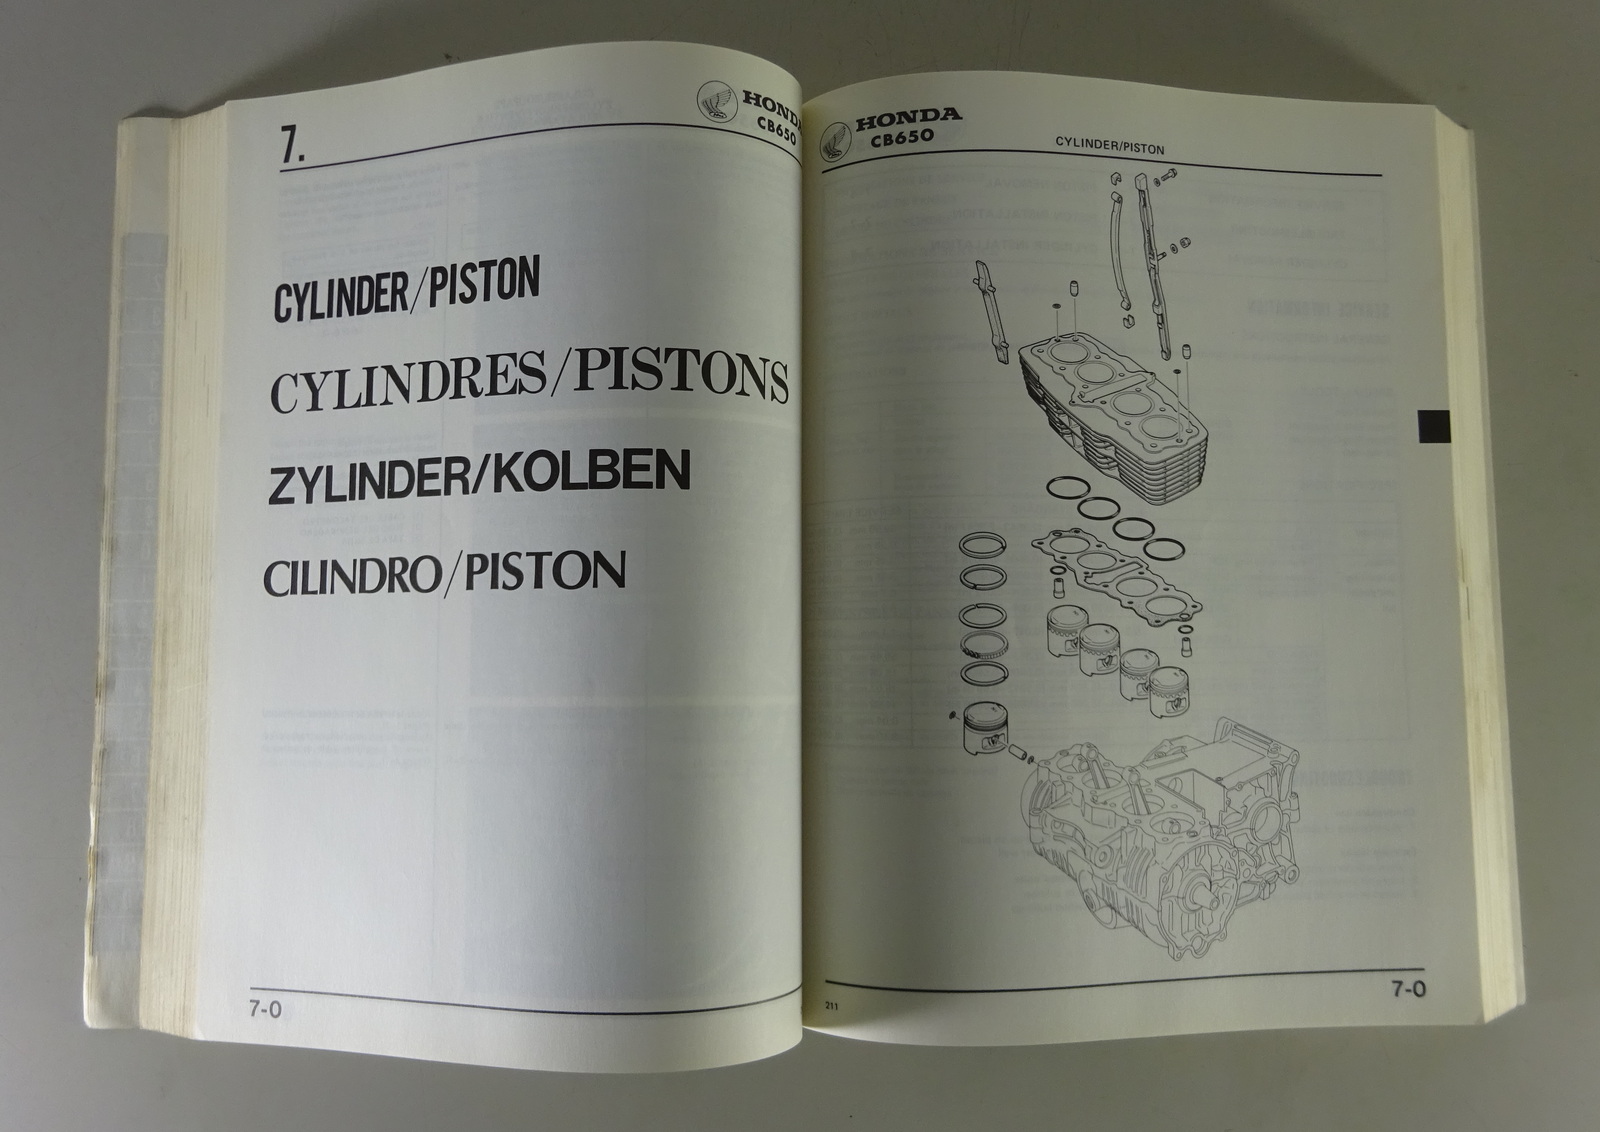 7.
HONDA
CB650
CYLINDER/PISTON
CYLINDRES/PISTONS
ZYLINDER/KOLBEN
CILINDRO/PISTON
7-0
HONDA
CB650
CYLINDER/PISTON
211
7-0